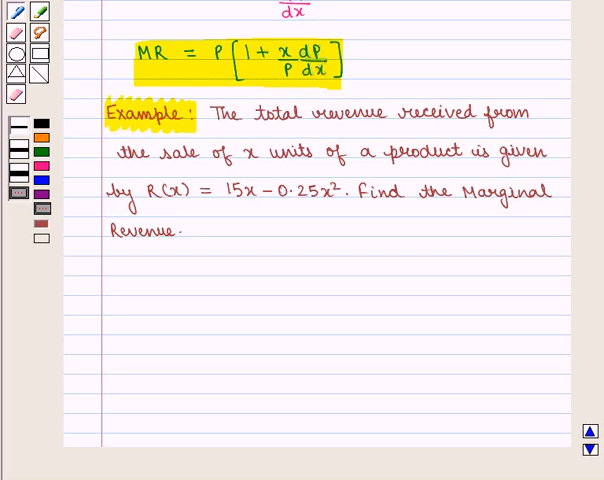 dx
MR = P [1 + x/P dP/dx]
Example: The total revenue received from
the sale of x units of a product is given
by R(x) = 15x - 0.25x². Find the Marginal
Revenue.